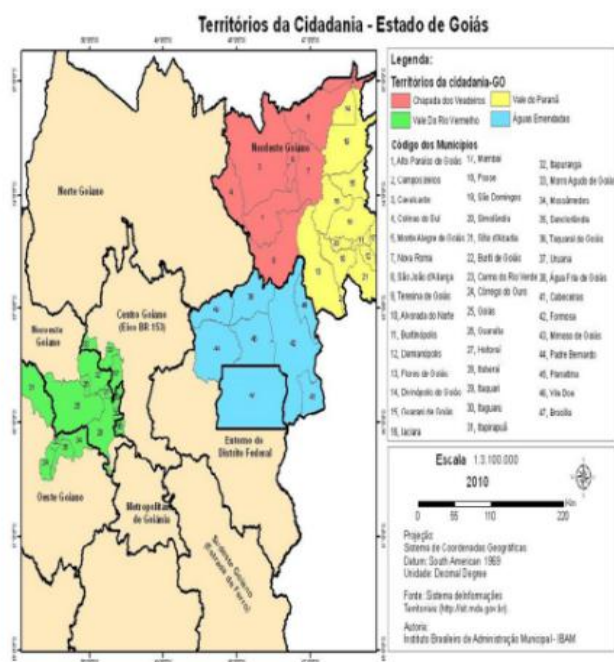 Territórios da Cidadania - Estado de Goiás
Legenda:
Territórios da cidadania-GO
Chapada dos Veadeiros
Vale do Paranã
Vale Do Rio Vermelho
Águas Emendadas
Código dos Municípios
1, Alto Paraíso de Goiás
2, Campos belos
3, Cavalcante
4, Colinas do Sul
5, Monte Alegre de Goiás
7, Nova Roma
8, São João d'Aliança
9, Teresina de Goiás
10, Alvorada do Norte
11, Buritinópolis
12, Damianópolis
13, Flores de Goiás
14, Divinópolis de Goiás
15, Guarani de Goiás
16, Iaciara
17, Mambaí
18, Posse
19, São Domingos
20, Simolândia
21, Sítio d'Abadia
22, Buriti de Goiás
23, Carmo do Rio Verde
24, Córrego do Ouro
25, Goiás
26, Guaraíta
27, Heitoraí
28, Itaberaí
29, Itaguari
30, Itaguaru
31, Itapirapuã
32, Itapuranga
33, Morro Agudo de Goiás
34, Mossâmedes
35, Sanclerlândia
36, Taquaral de Goiás
37, Uruana
38, Água Fria de Goiás
41, Cabeceiras
42, Formosa
43, Mimoso de Goiás
44, Padre Bernardo
45, Planaltina
46, Vila Boa
47, Brasília
Nordeste Goiano
Norte Goiano
Centro Goiano
(Eixo BR 153)
Noroeste
Goiano
Entorno do
Distrito Federal
Oeste Goiano
Metropolitana
de Goiânia
Sudeste Goiano
(Estrada de Ferro)
Escala 1:3.100.000
2010
Km
0 55 110 220
Projeção:
Sistema de Coordenadas Geográficas
Datum: South American 1969
Unidade: Decimal Degree
Fonte: Sistema de Informações
Territoriais (http://sit.mda.gov.br).
Autoria:
Instituto Brasileiro de Administração Municipal - IBAM